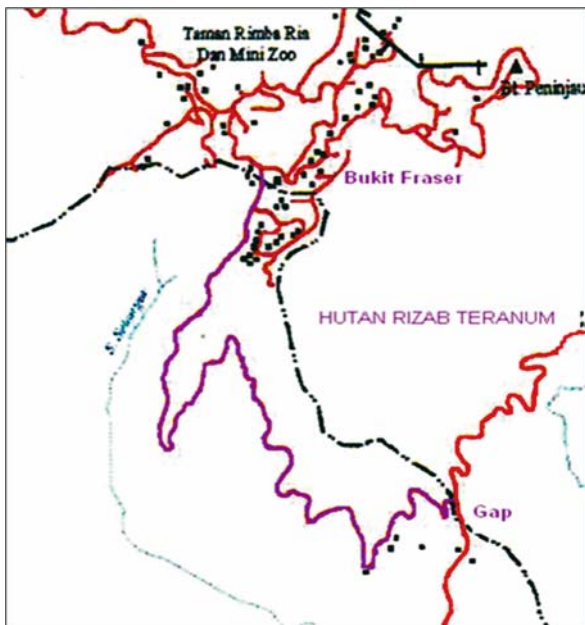 Taman Rimba Ria
Dan Mini Zoo
Bt. Peninjau
Bukit Fraser
HUTAN RIZAB TERANUM
Gap